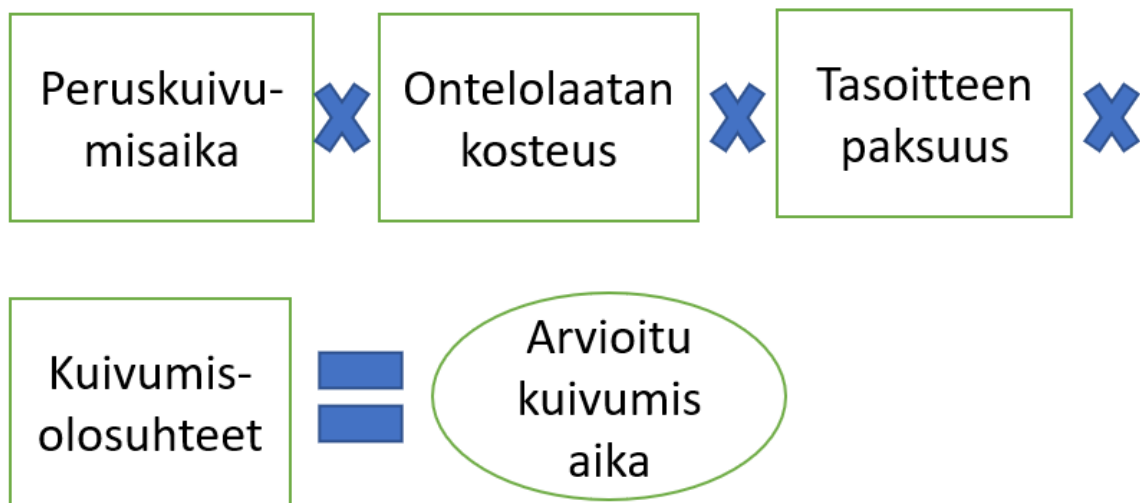 Peruskuivu-
misaika
Ontelolaatan
kosteus
Tasoitteen
paksuus
Kuivumis-
olosuhteet
Arvioitu
kuivumis
aika